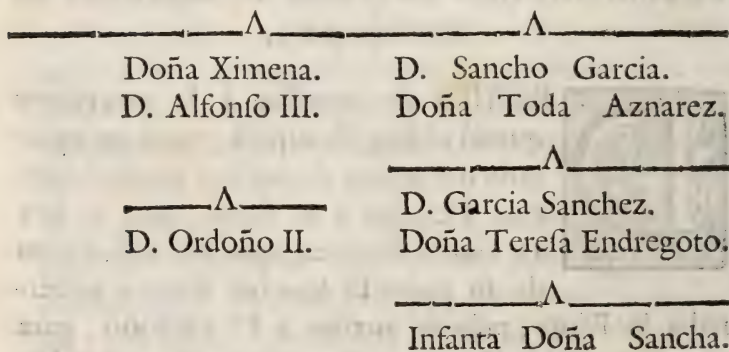 Doña Ximena. D. Sancho Garcia.
D. Alfonſo III. Doña Toda Aznarez.
D. Garcia Sanchez.
D. Ordoño II. Doña Tereſa Endregoto.
Infanta Doña Sancha.